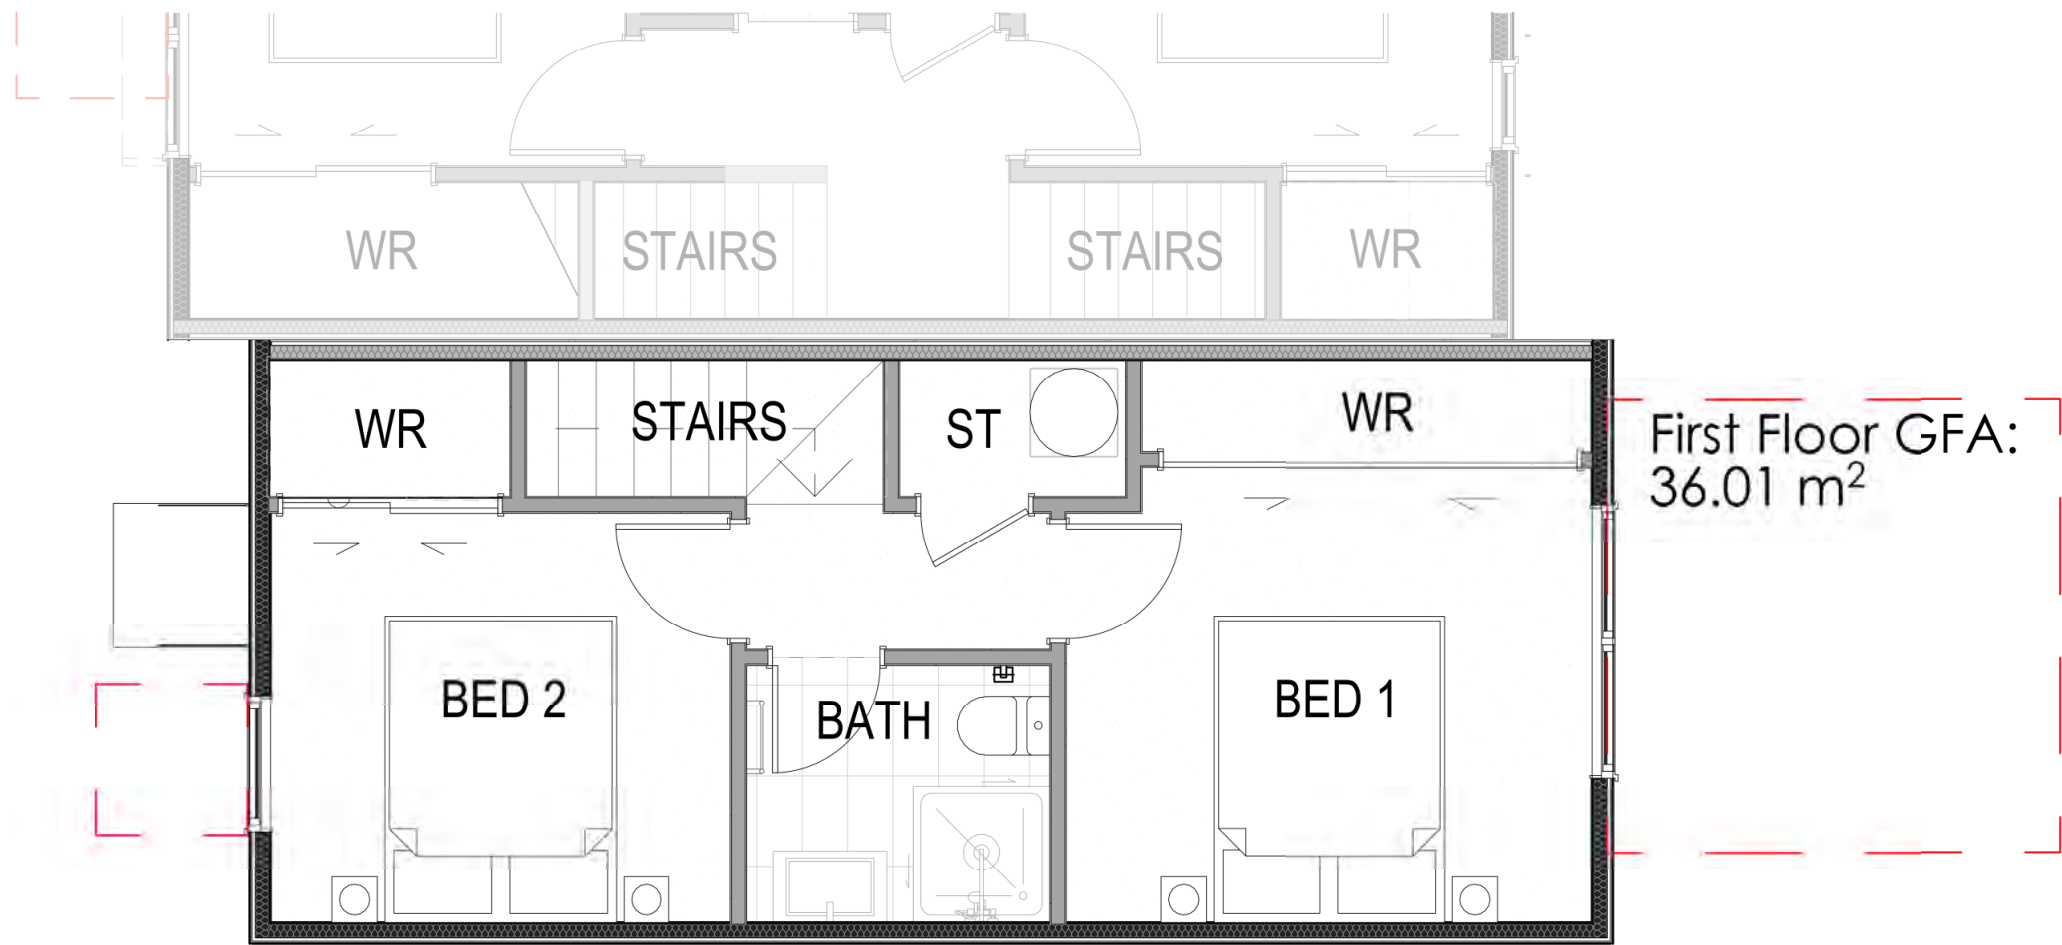 WR
STAIRS
STAIRS
WR
WR
STAIRS
ST
WR
First Floor GFA:
36.01 m²
BED 2
BATH
BED 1